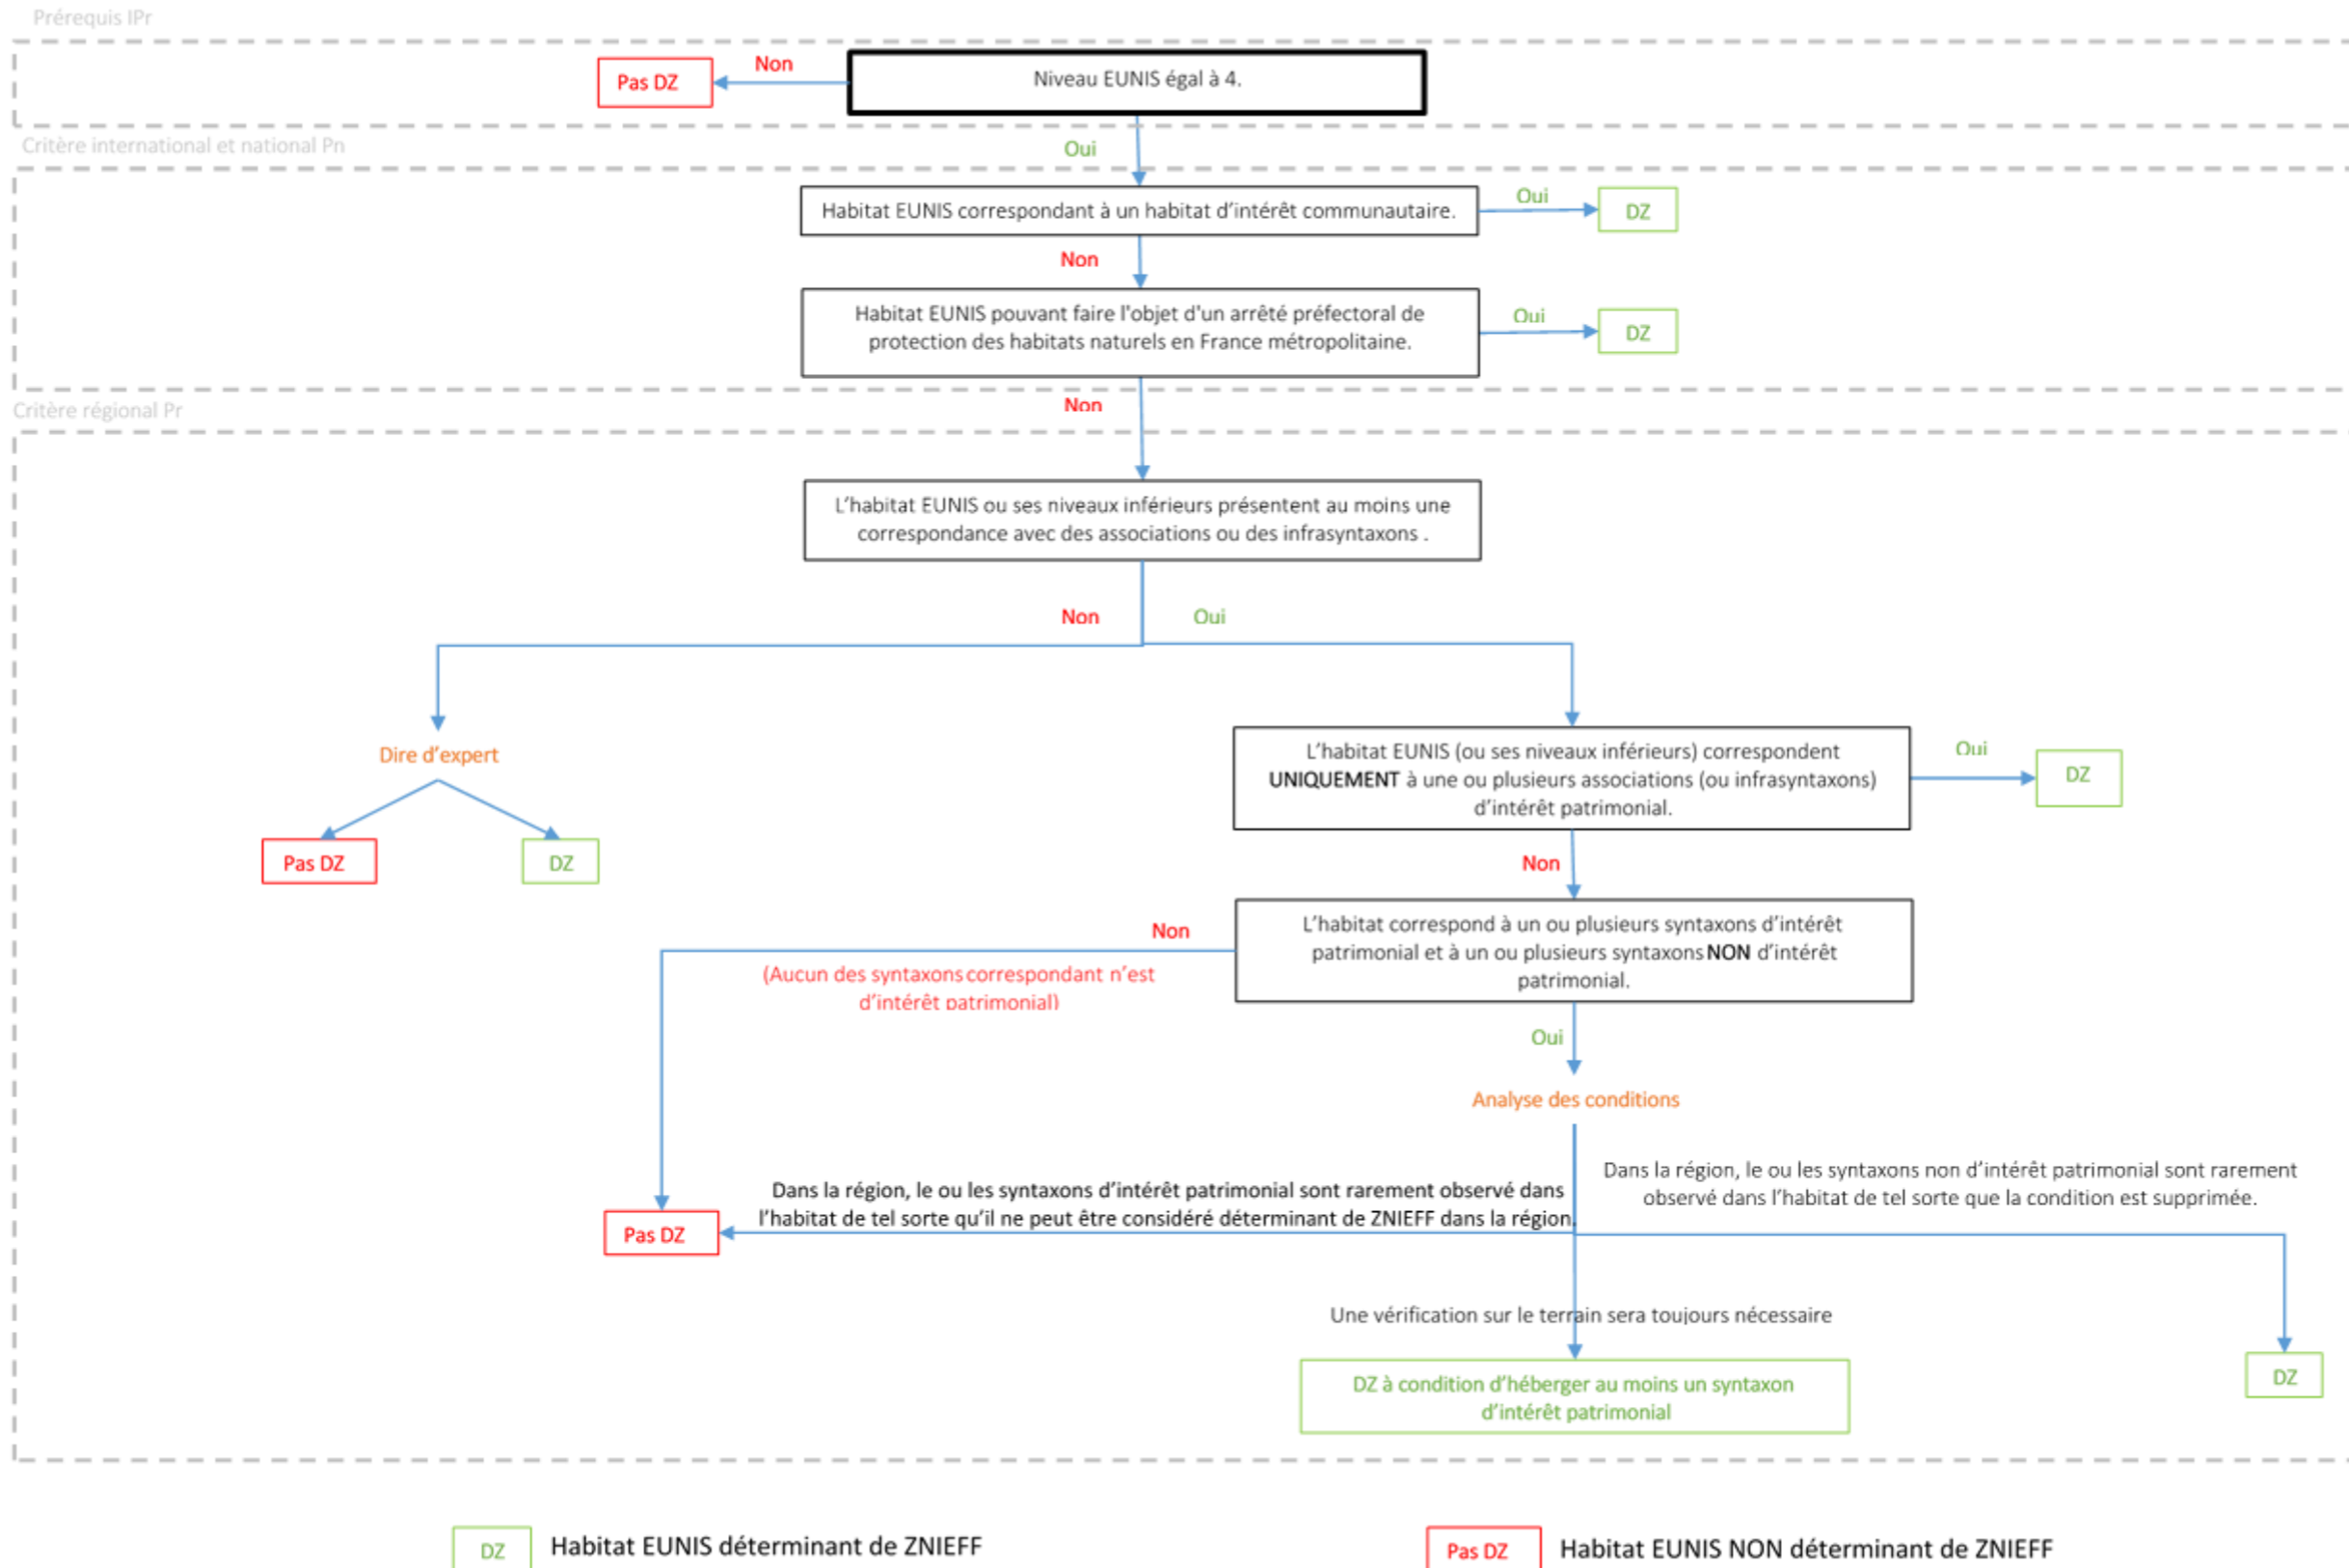 Prérequis IPr
Non
Pas DZ
Niveau EUNIS égal à 4.
Critère international et national Pn
Oui
Habitat EUNIS correspondant à un habitat d'intérêt communautaire.
Oui
DZ
Non
Habitat EUNIS pouvant faire l'objet d'un arrêté préfectoral de
protection des habitats naturels en France métropolitaine.
Oui
DZ
Critère régional Pr
Non
L'habitat EUNIS ou ses niveaux inférieurs présentent au moins une
correspondance avec des associations ou des infrasyntaxons .
Non
Oui
Dire d'expert
Pas DZ
DZ
L'habitat EUNIS (ou ses niveaux inférieurs) correspondent
UNIQUEMENT à une ou plusieurs associations (ou infrasyntaxons)
d'intérêt patrimonial.
Oui
DZ
Non
L'habitat correspond à un ou plusieurs syntaxons d'intérêt
patrimonial et à un ou plusieurs syntaxons NON d'intérêt
patrimonial.
Non
(Aucun des syntaxons correspondant n'est
d'intérêt patrimonial)
Oui
Analyse des conditions
Dans la région, le ou les syntaxons d'intérêt patrimonial sont rarement observé dans
l'habitat de tel sorte qu'il ne peut être considéré déterminant de ZNIEFF dans la région.
Pas DZ
Dans la région, le ou les syntaxons non d'intérêt patrimonial sont rarement
observé dans l'habitat de tel sorte que la condition est supprimée.
Une vérification sur le terrain sera toujours nécessaire
DZ à condition d'héberger au moins un syntaxon
d'intérêt patrimonial
DZ
DZ Habitat EUNIS déterminant de ZNIEFF
Pas DZ Habitat EUNIS NON déterminant de ZNIEFF